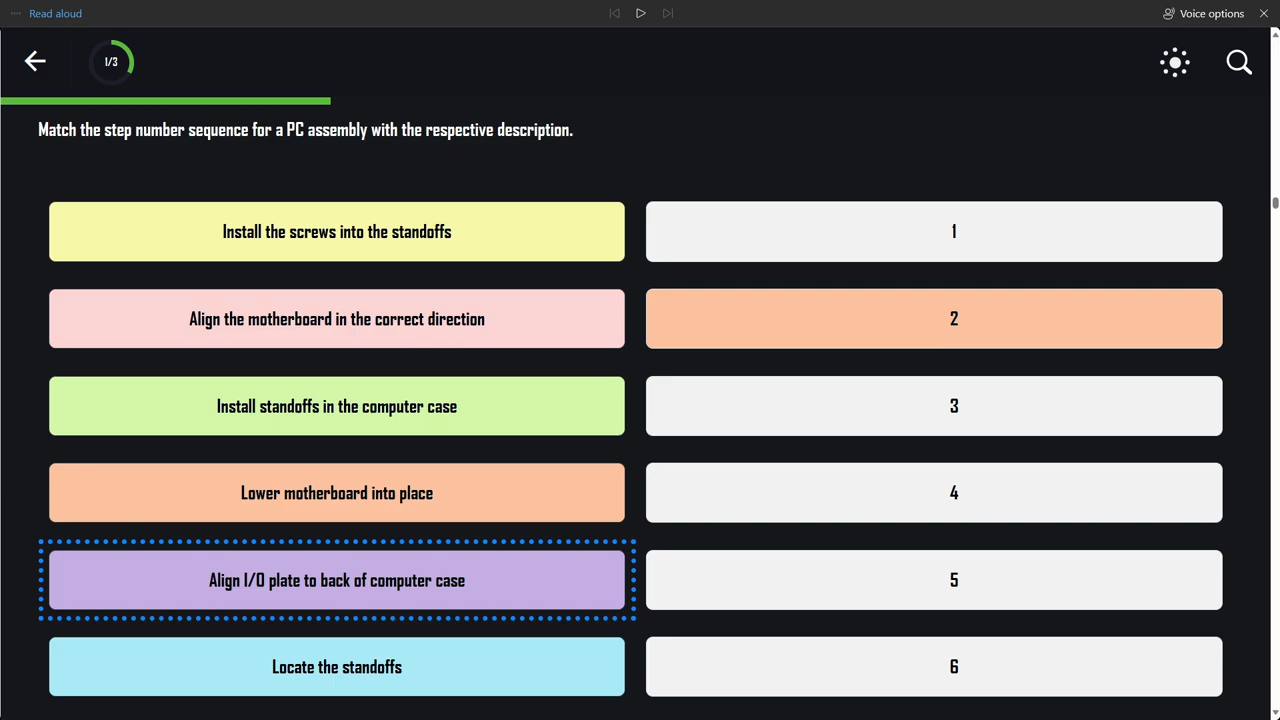 Read aloud
Voice options
1/3
Match the step number sequence for a PC assembly with the respective description.
Install the screws into the standoffs
1
Align the motherboard in the correct direction
2
Install standoffs in the computer case
3
Lower motherboard into place
4
Align I/O plate to back of computer case
5
Locate the standoffs
6